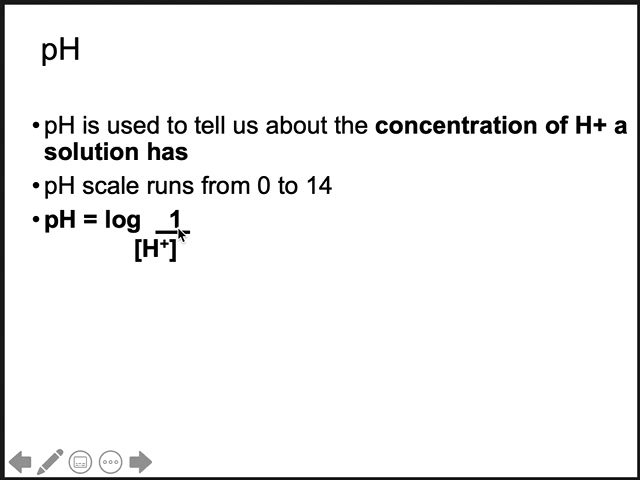 pH
•pH is used to tell us about the concentration of H+ a
solution has
•pH scale runs from 0 to 14
•pH = log 1
[H⁺]